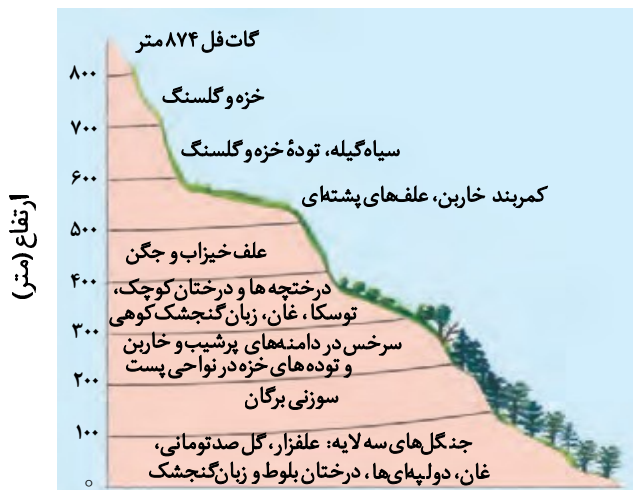 گات فل ۸۷۴ متر
۸۰۰
خزه و گلسنگ
۷۰۰
سیاه‌گیله، تودهٔ خزه و گلسنگ
۶۰۰
کمربند خاربن، علف‌های پشته‌ای
۵۰۰
علف خیزاب و جگن
۴۰۰
درختچه ها و درختان کوچک،
توسکا، غان، زبان گنجشک کوهی
۳۰۰
سرخس در دامنه‌های پرشیب و خاربن
و توده‌های خزه در نواحی پست
۲۰۰
سوزنی برگان
۱۰۰
جنگل‌های سه لایه: علفزار، گل صدتومانی،
غان، دولپه‌ای‌ها، درختان بلوط و زبان گنجشک
۰
ارتفاع (متر)